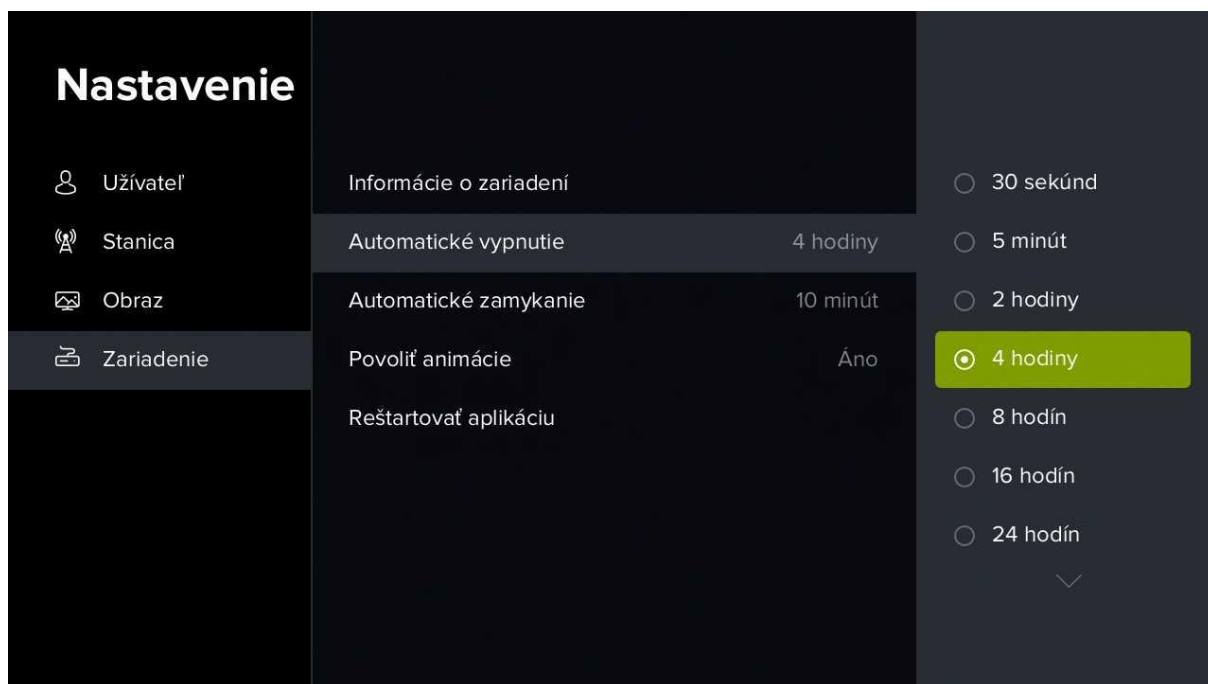 Nastavenie
Užívateľ
Stanica
Obraz
Zariadenie
Informácie o zariadení
Automatické vypnutie 4 hodiny
Automatické zamykanie 10 minút
Povoliť animácie Áno
Reštartovať aplikáciu
30 sekúnd
5 minút
2 hodiny
4 hodiny
8 hodín
16 hodín
24 hodín